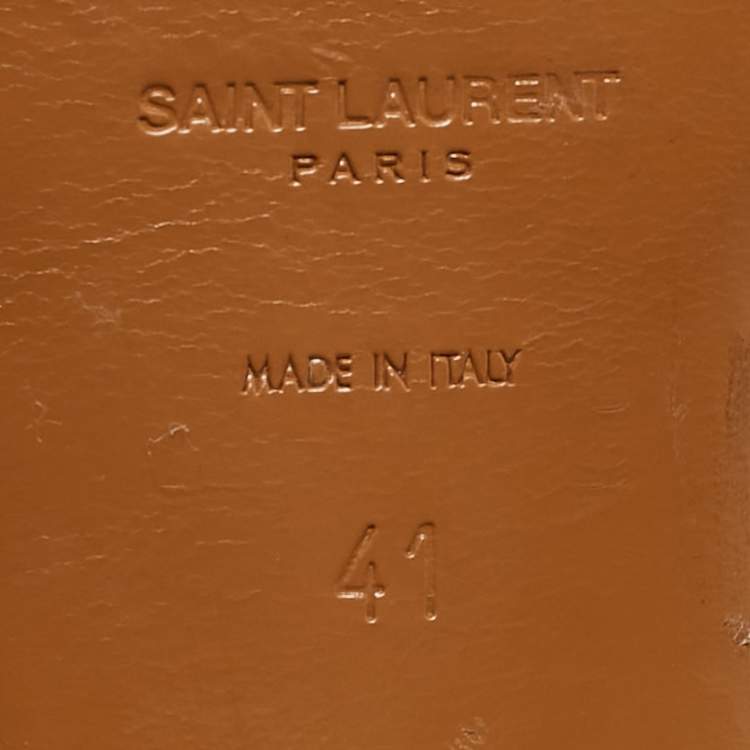 SAINT LAURENT
PARIS
MADE IN ITALY
41